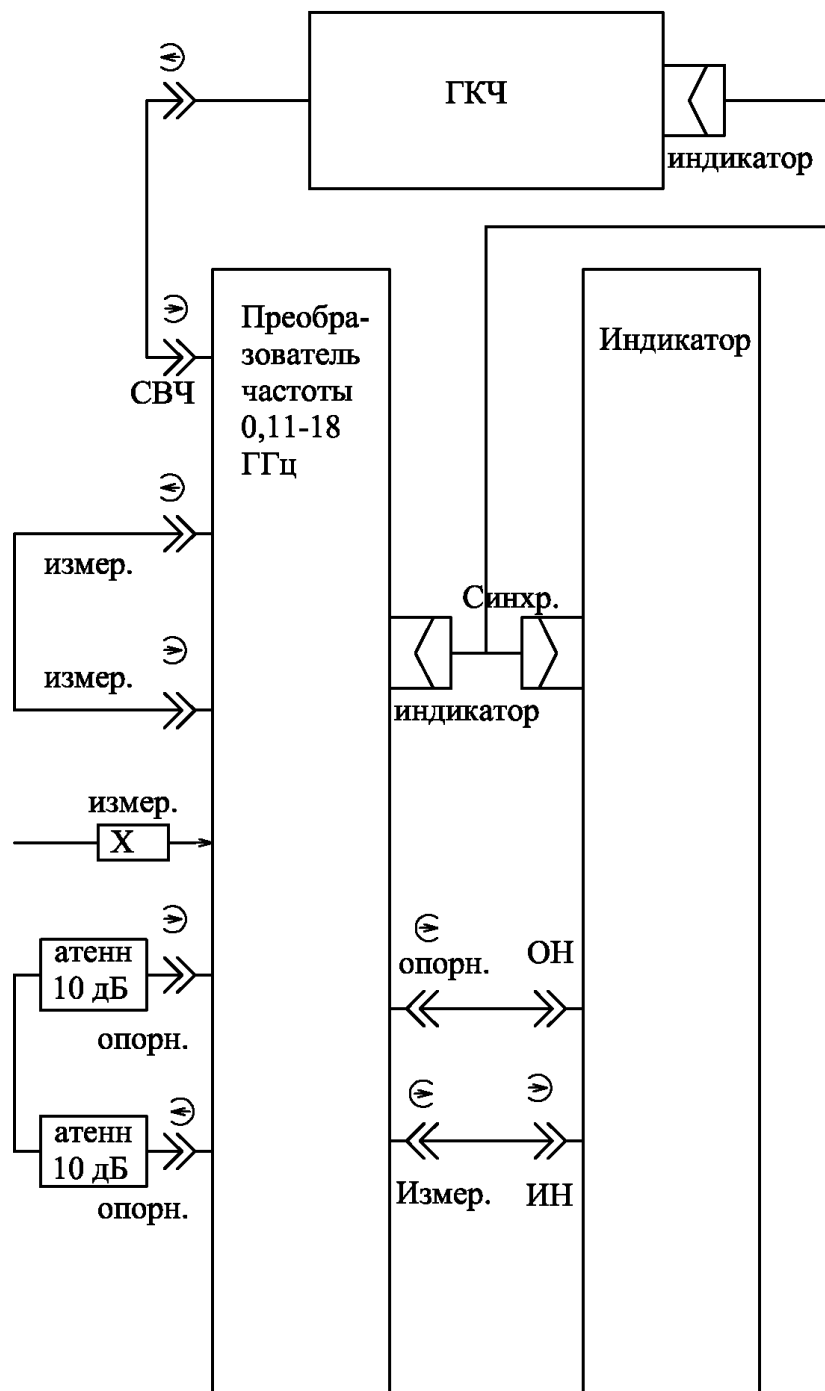 ГКЧ
индикатор
Преобра-
зователь
частоты
0,11-18
ГГц
Индикатор
СВЧ
измер.
Синхр.
измер.
индикатор
измер.
X
атенн
10 дБ
опорн.
опорн.
ОН
атенн
10 дБ
опорн.
Измер.
ИН